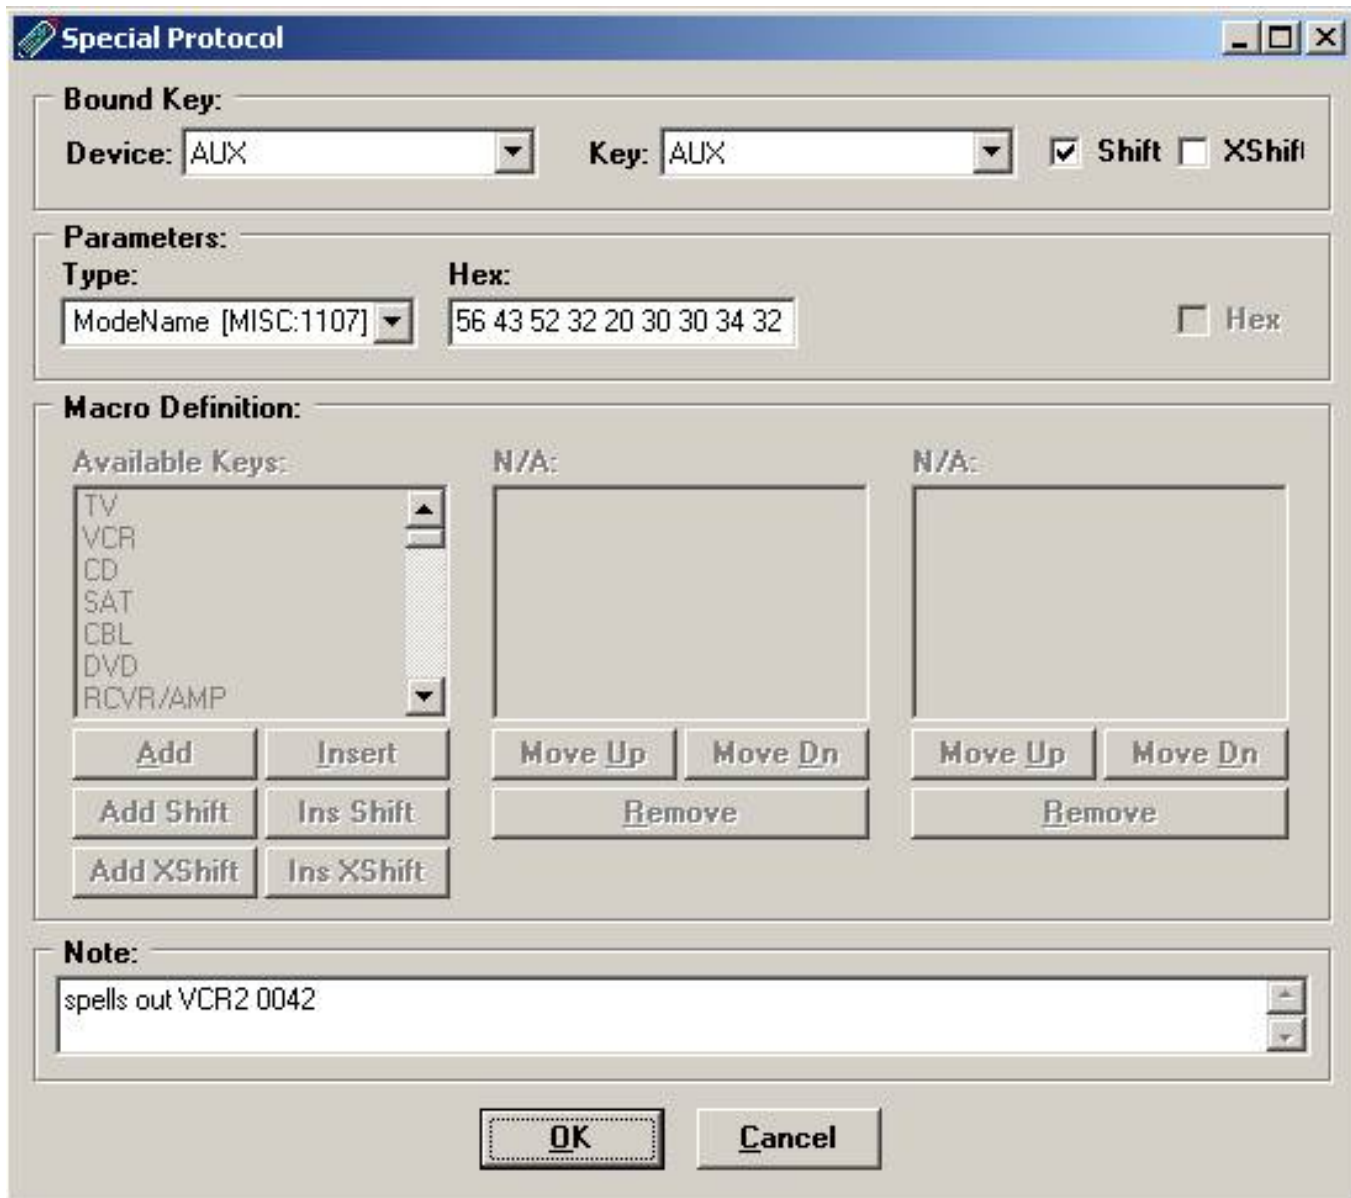 Special Protocol
Bound Key:
Device: AUX Key: AUX Shift XShift
Parameters:
Type: Hex:
ModeName [MISC:1107] 56 43 52 32 20 30 30 34 32 Hex
Macro Definition:
Available Keys: N/A: N/A:
TV
VCR
CD
SAT
CBL
DVD
RCVR/AMP
Add Insert Move Up Move Dn Move Up Move Dn
Add Shift Ins Shift Remove Remove
Add XShift Ins XShift
Note:
spells out VCR2 0042
OK Cancel